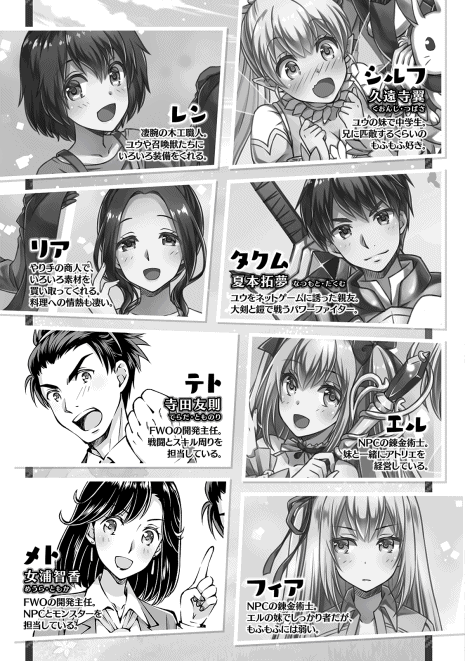 シルフ
久遠寺翼
くおんじ・つばさ
ユウの妹で中学生。
兄に匹敵するくらいの
もふもふ好き。
レン
凄腕の木工職人。
ユウや召喚獣たちに
いろいろ装備をくれる。
タクム
夏本拓夢 なつもと・たくむ
ユウをネットゲームに誘った親友。
大剣と鎧で戦うパワーファイター。
リア
やり手の商人で、
いろいろ素材を
買い取ってくれる。
料理への情熱も凄い。
エル
NPCの錬金術士。
妹と一緒にアトリエを
経営している。
テト
寺田友則
てらだ・とものり
FWOの開発主任。
戦闘とスキル周りを
担当している。
フィア
NPCの錬金術士。
エルの妹でしっかり者だが、
もふもふには弱い。
メト
女浦智香
めうら・ともか
FWOの開発主任。
NPCとモンスターを
担当している。